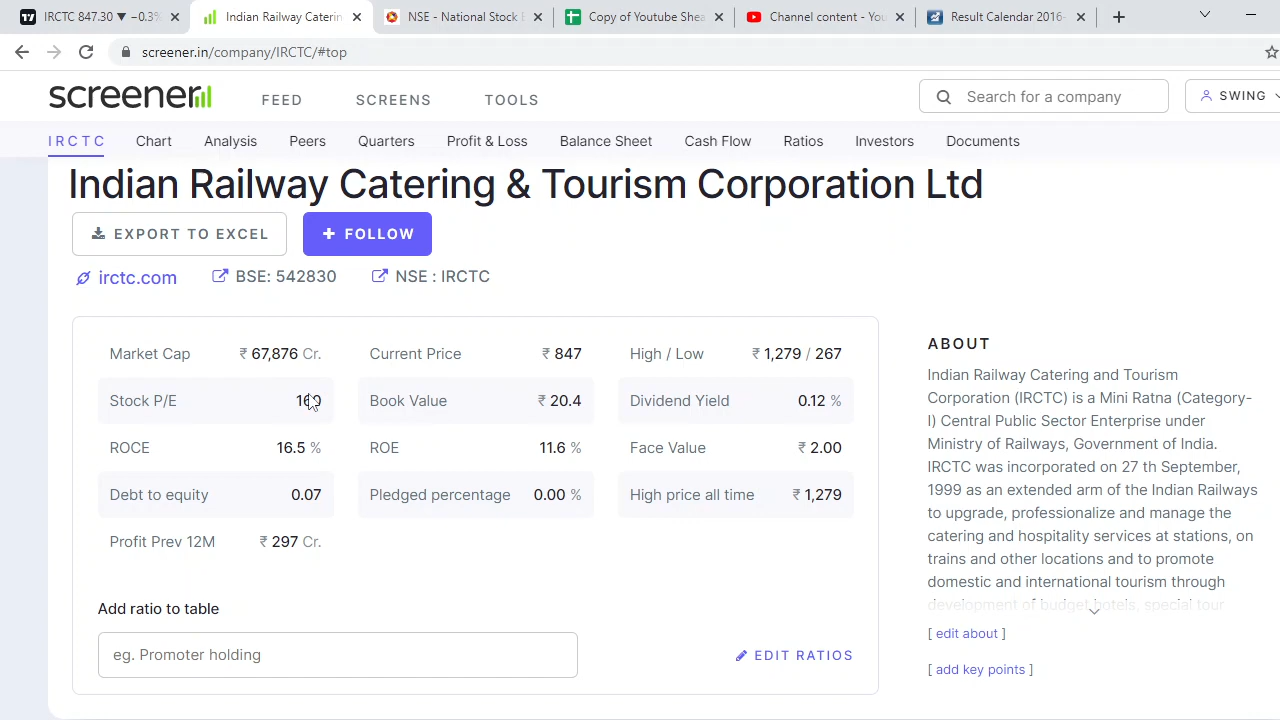 IRCTC 847.30 ▼ −0.3%
Indian Railway Caterin
NSE - National Stock E
Copy of Youtube Shea
Channel content - You
Result Calendar 2016-
screener.in/company/IRCTC/#top
screener
FEED
SCREENS
TOOLS
Search for a company
SWING
IRCTC
Chart
Analysis
Peers
Quarters
Profit & Loss
Balance Sheet
Cash Flow
Ratios
Investors
Documents
Indian Railway Catering & Tourism Corporation Ltd
EXPORT TO EXCEL
+ FOLLOW
irctc.com
BSE: 542830
NSE : IRCTC
Market Cap ₹ 67,876 Cr.
Current Price ₹ 847
High / Low ₹ 1,279 / 267
Stock P/E
Book Value ₹ 20.4
Dividend Yield 0.12 %
ROCE 16.5 %
ROE 11.6 %
Face Value ₹ 2.00
Debt to equity 0.07
Pledged percentage 0.00 %
High price all time ₹ 1,279
Profit Prev 12M ₹ 297 Cr.
Add ratio to table
eg. Promoter holding
EDIT RATIOS
ABOUT
Indian Railway Catering and Tourism
Corporation (IRCTC) is a Mini Ratna (Category-
I) Central Public Sector Enterprise under
Ministry of Railways, Government of India.
IRCTC was incorporated on 27 th September,
1999 as an extended arm of the Indian Railways
to upgrade, professionalize and manage the
catering and hospitality services at stations, on
trains and other locations and to promote
domestic and international tourism through
development of budget hotels, special tour
[ edit about ]
[ add key points ]